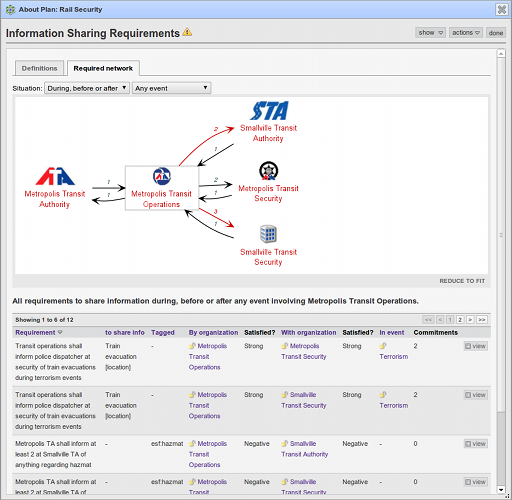 About Plan: Rail Security
Information Sharing Requirements
show
actions
done
Definitions
Required network
Situation: During, before or after Any event
STA
Smallville Transit
Authority
2
1
Metropolis Transit
Authority
1
1
Metropolis Transit
Operations
2
1
Metropolis Transit
Security
3
1
Smallville Transit
Security
REDUCE TO FIT
All requirements to share information during, before or after any event involving Metropolis Transit Operations.
Showing 1 to 6 of 12
<< < 1 2 > >>
Requirement to share info Tagged By organization Satisfied? With organization Satisfied? In event Commitments
Transit operations shall Train - Metropolis Strong Metropolis Strong 2 view
inform police dispatcher at evacuation Transit Transit Security Terrorism
security of train evacuations [location] Operations
during terrorism events
Transit operations shall Train - Metropolis Strong Smallville Strong 2 view
inform police dispatcher at evacuation Transit Transit Security Terrorism
security of train evacuations [location] Operations
during terrorism events
Metropolis TA shall inform at - esf:hazmat Metropolis Negative Smallville Negative - 0 view
least 2 at Smallville TA of Transit Transit Authority
anything regarding hazmat Operations
Metropolis TA shall inform at - esf:hazmat Metropolis Negative Smallville Negative - 0 view
least 2 at Smallville TA of Transit Transit Security